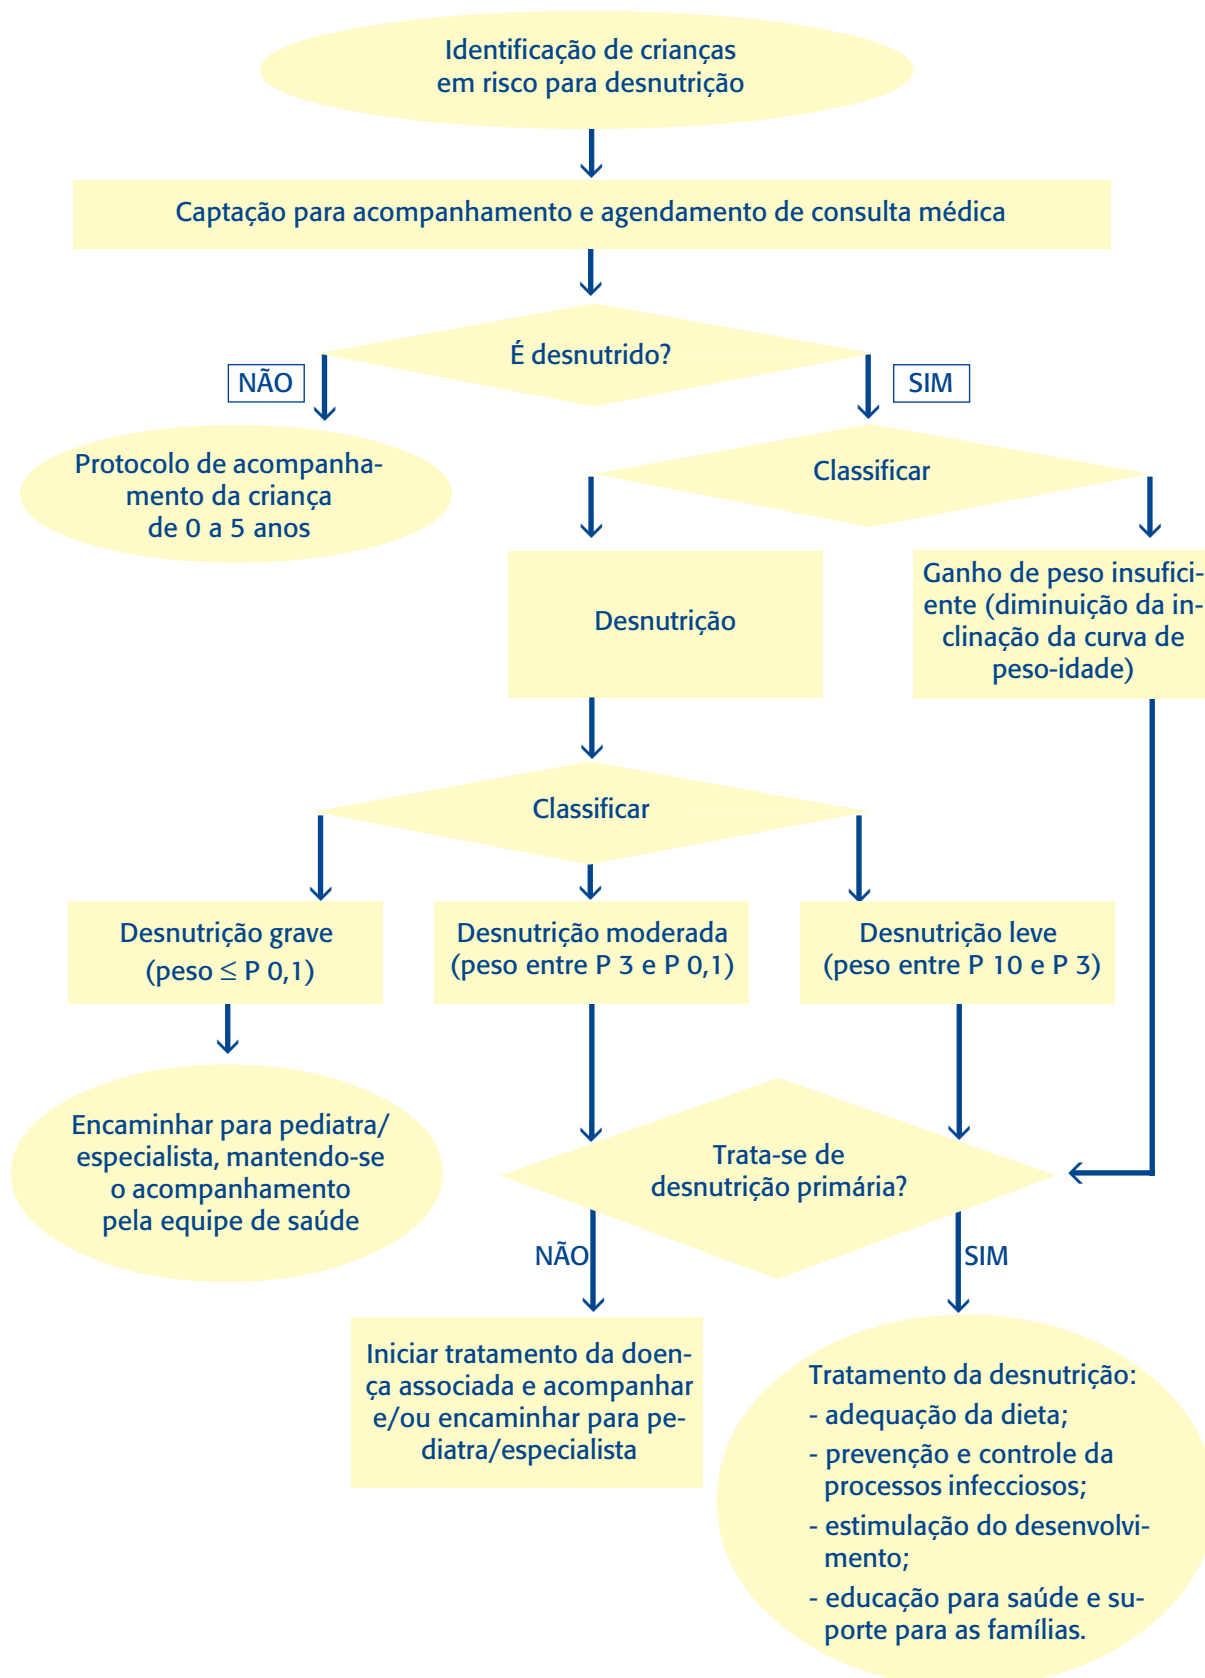 Identificação de crianças
em risco para desnutrição
Captação para acompanhamento e agendamento de consulta médica
É desnutrido?
NÃO
SIM
Protocolo de acompanha-
mento da criança
de 0 a 5 anos
Classificar
Desnutrição
Ganho de peso insufici-
ente (diminuição da in-
clinação da curva de
peso-idade)
Classificar
Desnutrição grave
(peso ≤ P 0,1)
Desnutrição moderada
(peso entre P 3 e P 0,1)
Desnutrição leve
(peso entre P 10 e P 3)
Encaminhar para pediatra/
especialista, mantendo-se
o acompanhamento
pela equipe de saúde
Trata-se de
desnutrição primária?
NÃO
SIM
Iniciar tratamento da doen-
ça associada e acompanhar
e/ou encaminhar para pe-
diatra/especialista
Tratamento da desnutrição:
- adequação da dieta;
- prevenção e controle da
processos infecciosos;
- estimulação do desenvolvi-
mento;
- educação para saúde e su-
porte para as famílias.